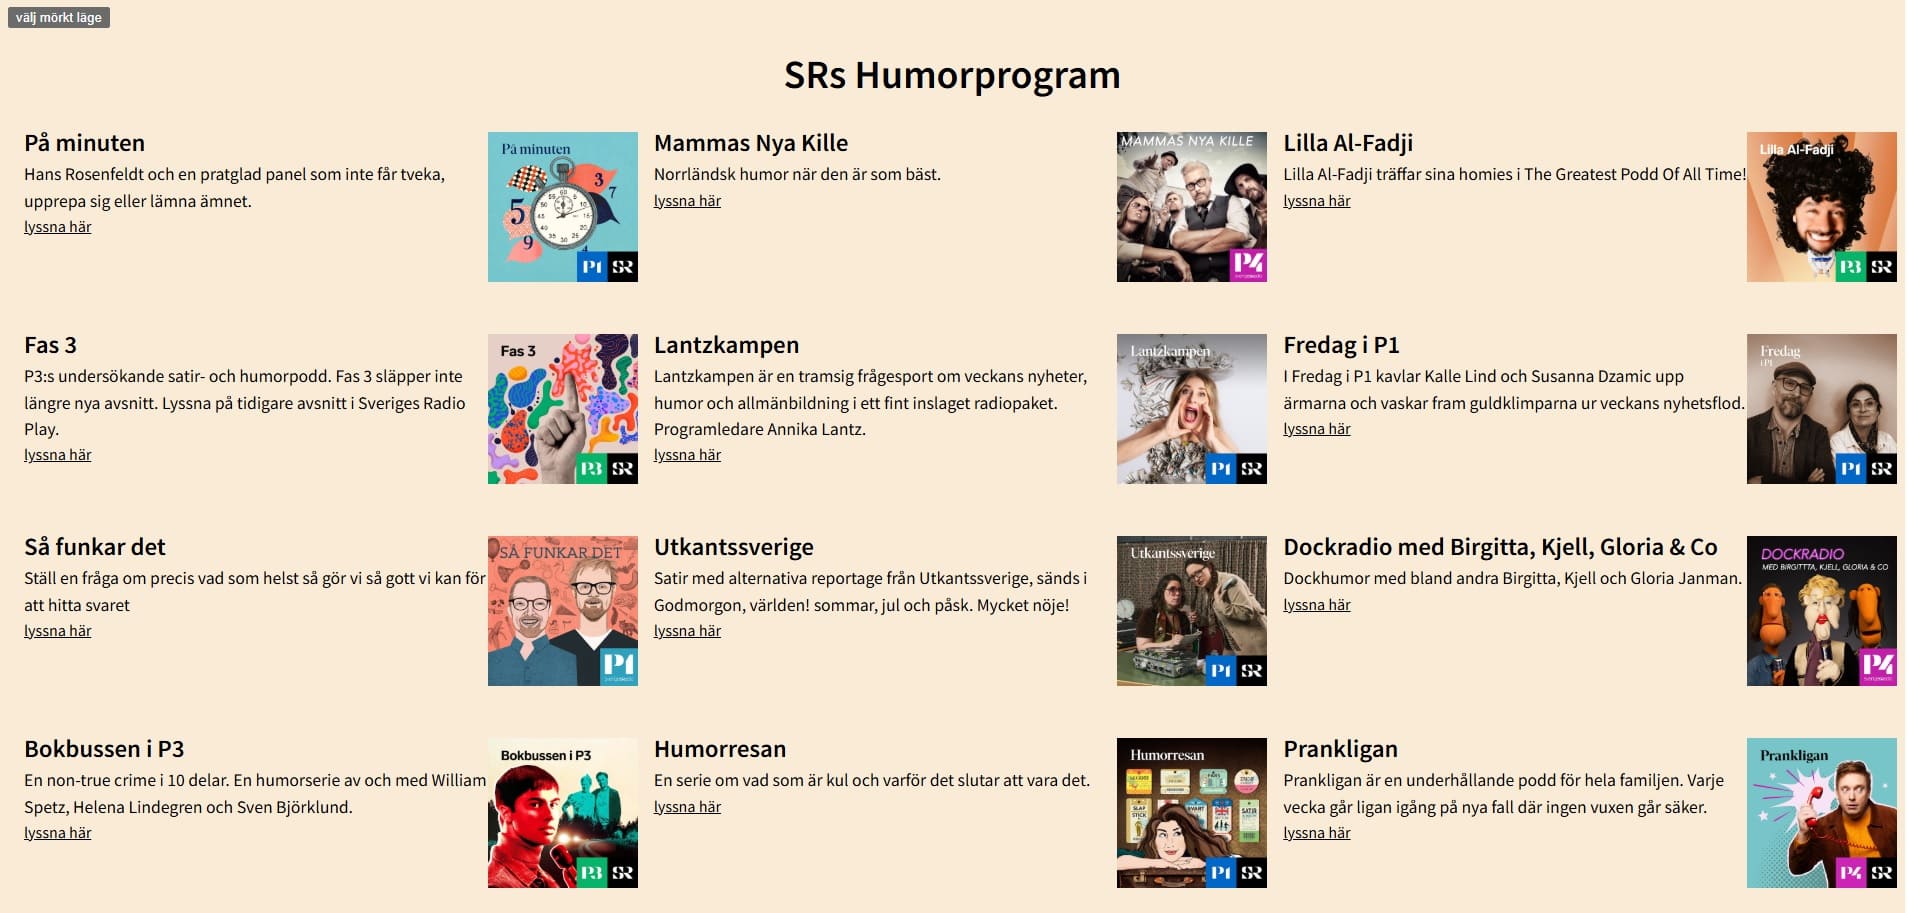 välj mörkt läge
SRs Humorprogram
På minuten
Hans Rosenfeldt och en pratglad panel som inte får tveka,
upprepa sig eller lämna ämnet.
lyssna här
På minuten
P1 SR
Mammas Nya Kille
Norrländsk humor när den är som bäst.
lyssna här
MAMMAS NYA KILLE
P4
Lilla Al-Fadji
Lilla Al-Fadji träffar sina homies i The Greatest Podd Of All Time!
lyssna här
Lilla Al-Fadji
P3 SR
Fas 3
P3:s undersökande satir- och humorpodd. Fas 3 släpper inte
längre nya avsnitt. Lyssna på tidigare avsnitt i Sveriges Radio
Play.
lyssna här
Fas 3
P3 SR
Lantzkampen
Lantzkampen är en tramsig frågesport om veckans nyheter,
humor och allmänbildning i ett fint inslaget radiopaket.
Programledare Annika Lantz.
lyssna här
Lantzkampen
P1 SR
Fredag i P1
I Fredag i P1 kavlar Kalle Lind och Susanna Dzamic upp
ärmarna och vaskar fram guldklimparna ur veckans nyhetsflod.
lyssna här
Fredag
i P1
P1 SR
Så funkar det
Ställ en fråga om precis vad som helst så gör vi så gott vi kan för
att hitta svaret
lyssna här
SÅ FUNKAR DET
P1
Utkantssverige
Satir med alternativa reportage från Utkantssverige, sänds i
Godmorgon, världen! sommar, jul och påsk. Mycket nöje!
lyssna här
Utkantssverige
P1 SR
Dockradio med Birgitta, Kjell, Gloria & Co
Dockhumor med bland andra Birgitta, Kjell och Gloria Janman.
lyssna här
DOCKRADIO
MED BIRGITTTA, KJELL, GLORIA & CO
P4
Bokbussen i P3
En non-true crime i 10 delar. En humorserie av och med William
Spetz, Helena Lindegren och Sven Björklund.
lyssna här
Bokbussen i P3
P3 SR
Humorresan
En serie om vad som är kul och varför det slutar att vara det.
lyssna här
Humorresan
SLAP
STICK
SATIR
P1 SR
Prankligan
Prankligan är en underhållande podd för hela familjen. Varje
vecka går ligan igång på nya fall där ingen vuxen går säker.
lyssna här
Prankligan
P4 SR